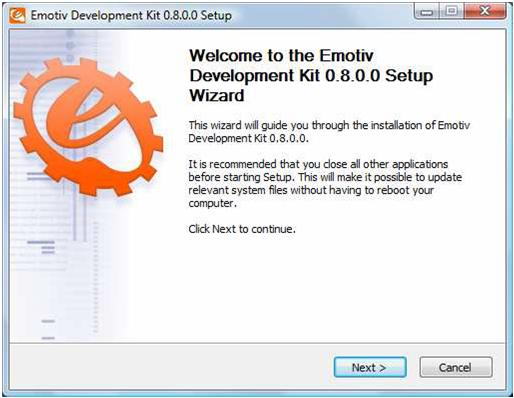 Emotiv Development Kit 0.8.0.0 Setup
Welcome to the Emotiv
Development Kit 0.8.0.0 Setup
Wizard
This wizard will guide you through the installation of Emotiv
Development Kit 0.8.0.0.
It is recommended that you close all other applications
before starting Setup. This will make it possible to update
relevant system files without having to reboot your
computer.
Click Next to continue.
Next >
Cancel